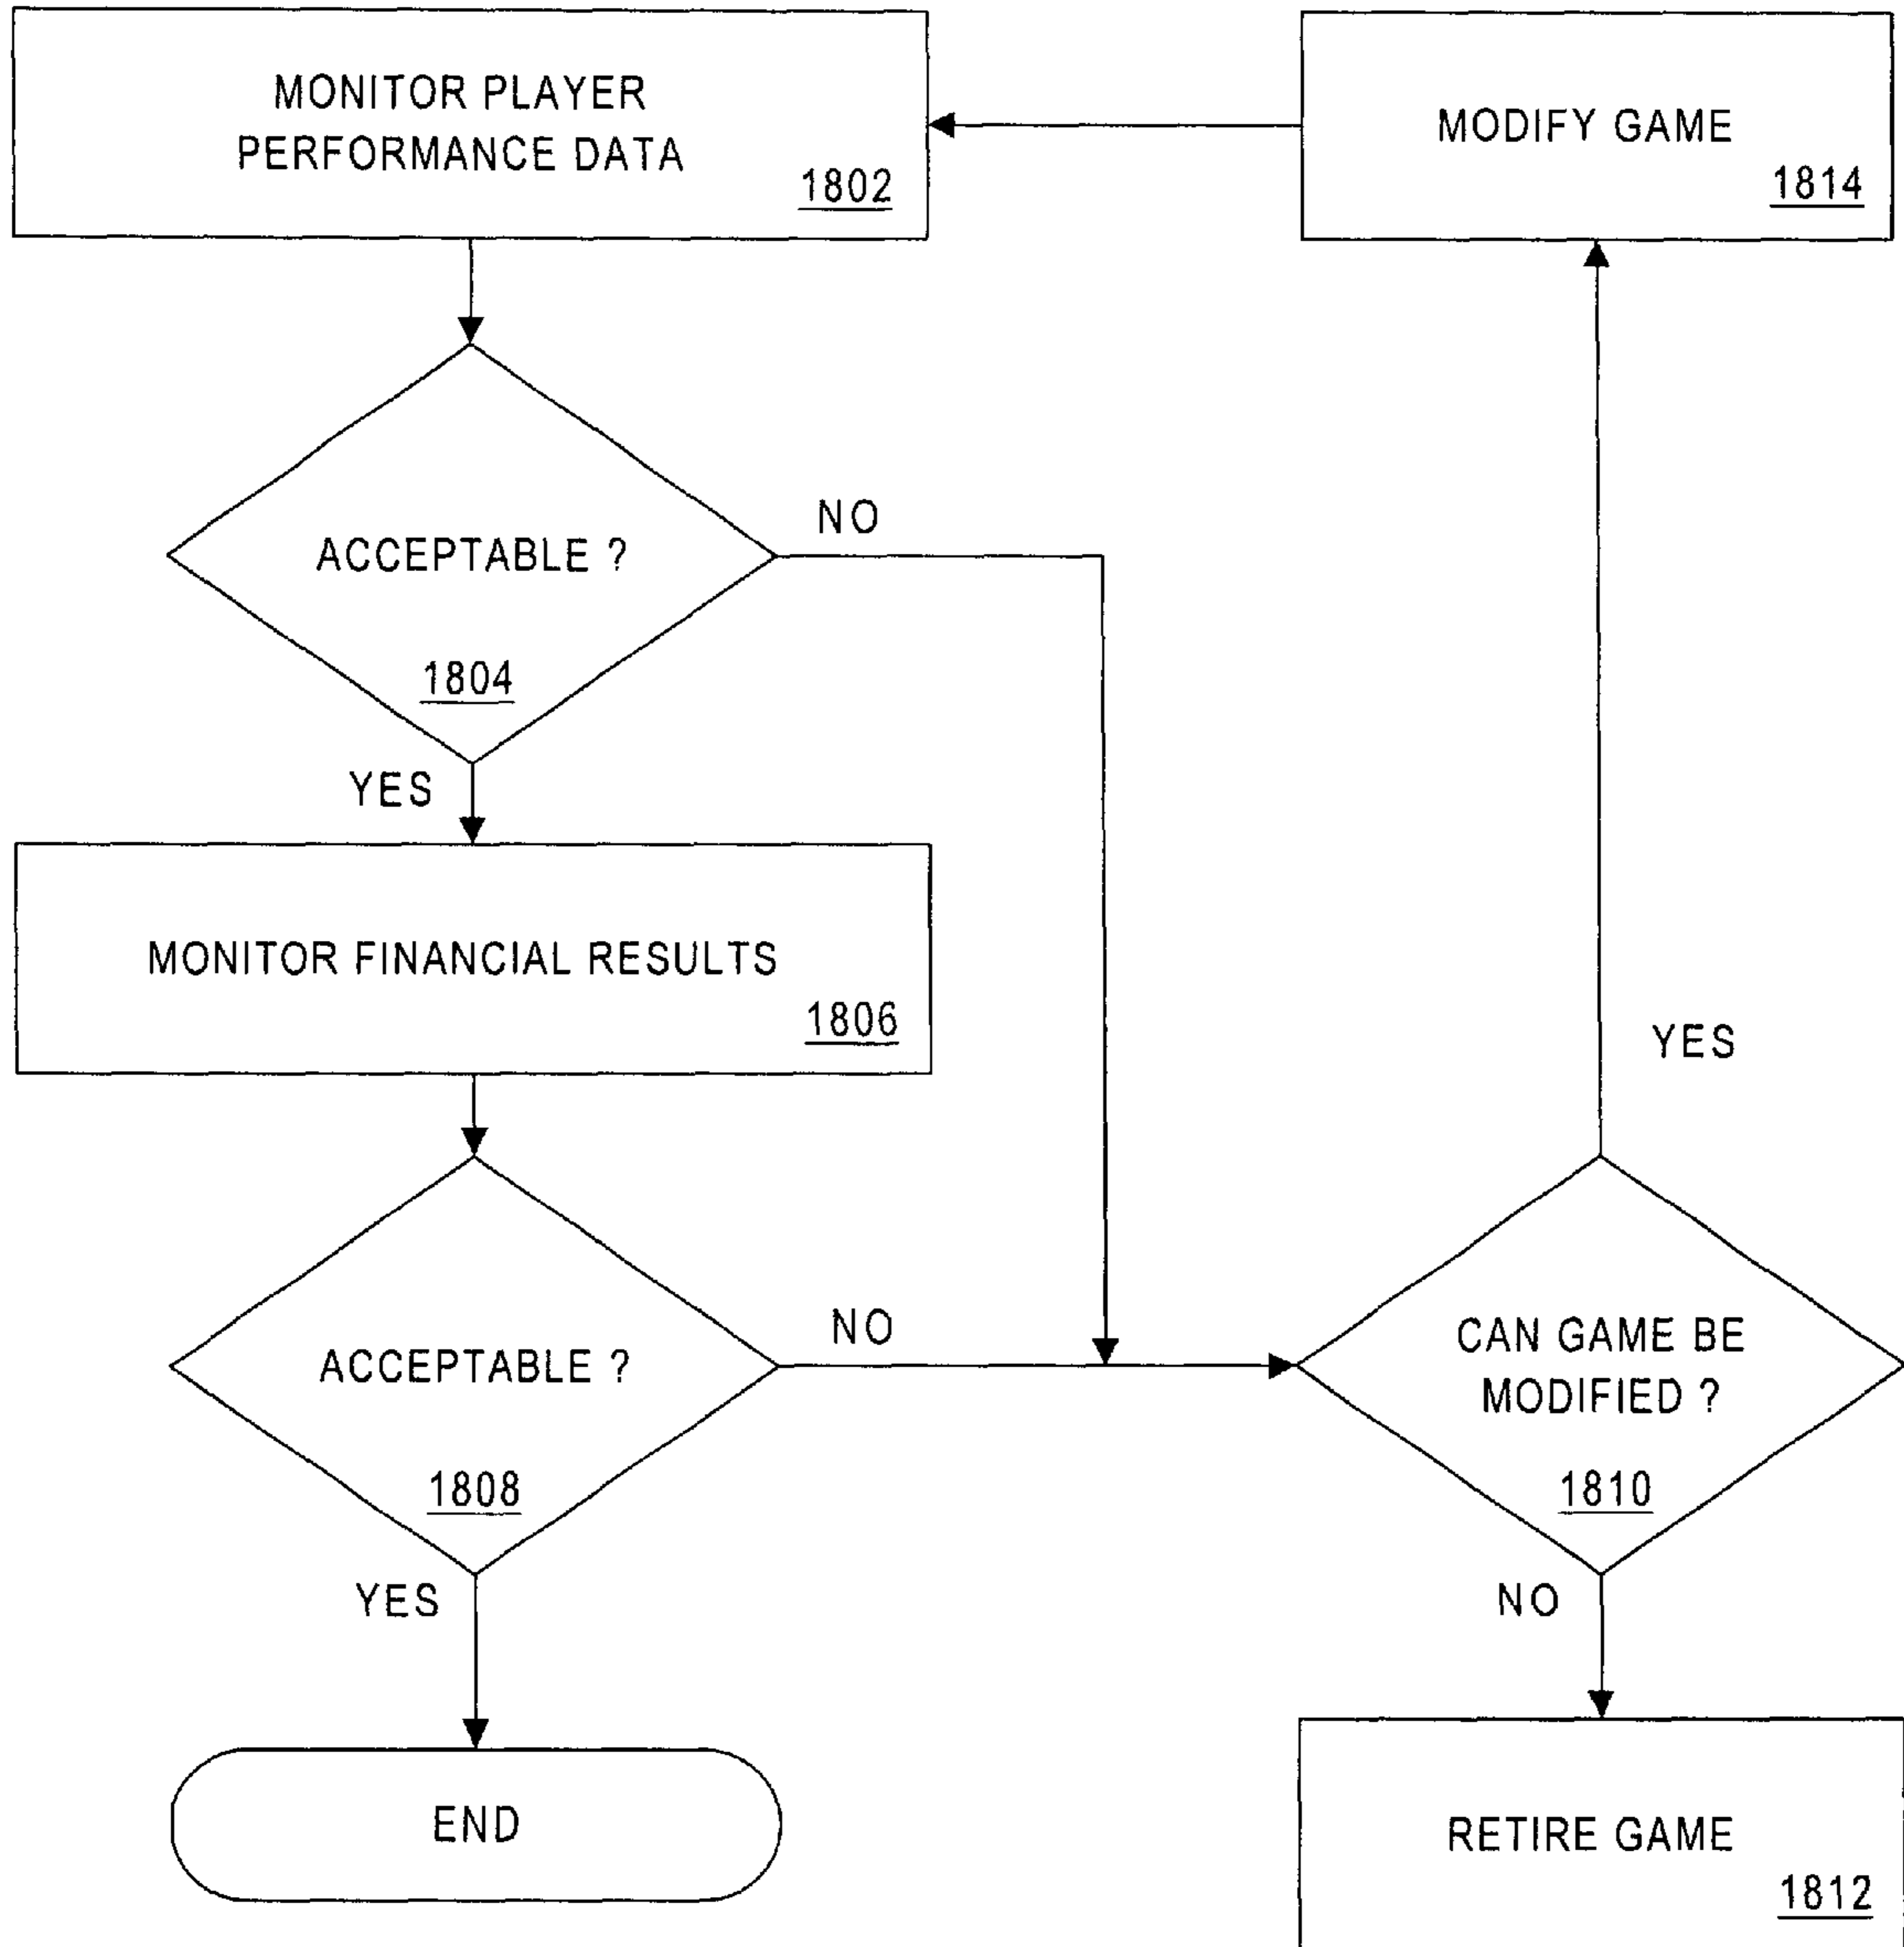 MONITOR PLAYER
PERFORMANCE DATA
1802
MODIFY GAME
1814
ACCEPTABLE ?
1804
NO
YES
MONITOR FINANCIAL RESULTS
1806
YES
ACCEPTABLE ?
1808
NO
CAN GAME BE
MODIFIED ?
1810
YES
NO
END
RETIRE GAME
1812